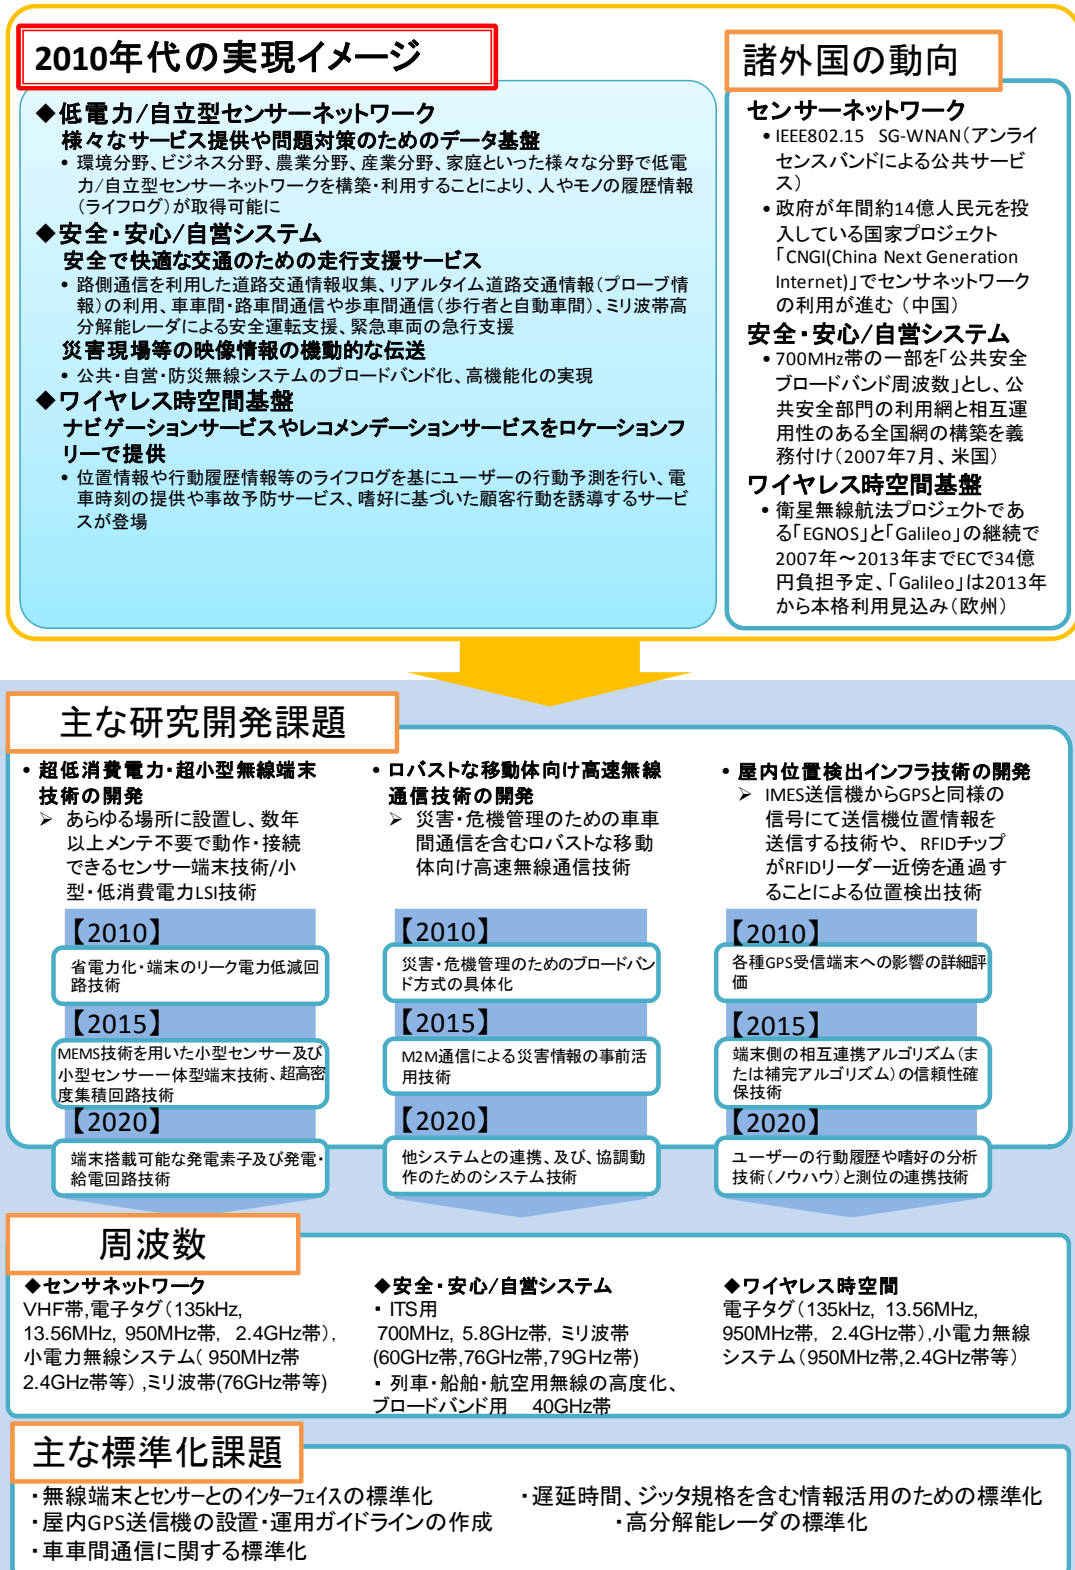 2010年代の実現イメージ
◆低電力/自立型センサーネットワーク
様々なサービス提供や問題対策のためのデータ基盤
• 環境分野、ビジネス分野、農業分野、産業分野、家庭といった様々な分野で低電
力/自立型センサーネットワークを構築・利用することにより、人やモノの履歴情報
（ライフログ）が取得可能に
◆安全・安心/自営システム
安全で快適な交通のための走行支援サービス
• 路側通信を利用した道路交通情報収集、リアルタイム道路交通情報（プローブ情
報）の利用、車車間・路車間通信や歩車間通信（歩行者と自動車間）、ミリ波帯高
分解能レーダによる安全運転支援、緊急車両の急行支援
災害現場等の映像情報の機動的な伝送
• 公共・自営・防災無線システムのブロードバンド化、高機能化の実現
◆ワイヤレス時空間基盤
ナビゲーションサービスやレコメンデーションサービスをロケーションフ
リーで提供
• 位置情報や行動履歴情報等のライフログを基にユーザーの行動予測を行い、電
車時刻の提供や事故予防サービス、嗜好に基づいた顧客行動を誘導するサービ
スが登場
諸外国の動向
センサーネットワーク
• IEEE802.15 SG-WNAN（アンライ
センスバンドによる公共サービ
ス）
• 政府が年間約14億人民元を投
入している国家プロジェクト
「CNGI(China Next Generation
Internet)」でセンサネットワーク
の利用が進む（中国）
安全・安心/自営システム
• 700MHz帯の一部を「公共安全
ブロードバンド周波数」とし、公
共安全部門の利用網と相互運
用性のある全国網の構築を義
務付け（2007年7月、米国）
ワイヤレス時空間基盤
• 衛星無線航法プロジェクトであ
る「EGNOS」と「Galileo」の継続で
2007年～2013年までECで34億
円負担予定、「Galileo」は2013年
から本格利用見込み（欧州）
主な研究開発課題
• 超低消費電力・超小型無線端末
技術の開発
➢ あらゆる場所に設置し、数年
以上メンテ不要で動作・接続
できるセンサー端末技術/小
型・低消費電力LSI技術
【2010】
省電力化・端末のリーク電力低減回
路技術
【2015】
MEMS技術を用いた小型センサー及び
小型センサー一体型端末技術、超高密
度集積回路技術
【2020】
端末搭載可能な発電素子及び発電・
給電回路技術
• ロバストな移動体向け高速無線
通信技術の開発
➢ 災害・危機管理のための車車
間通信を含むロバストな移動
体向け高速無線通信技術
【2010】
災害・危機管理のためのブロードバン
ド方式の具体化
【2015】
M2M通信による災害情報の事前活
用技術
【2020】
他システムとの連携、及び、協調動
作のためのシステム技術
• 屋内位置検出インフラ技術の開発
➢ IMES送信機からGPSと同様の
信号にて送信機位置情報を
送信する技術や、RFIDチップ
がRFIDリーダー近傍を通過す
ることによる位置検出技術
【2010】
各種GPS受信端末への影響の詳細評
価
【2015】
端末側の相互連携アルゴリズム（ま
たは補完アルゴリズム）の信頼性確
保技術
【2020】
ユーザーの行動履歴や嗜好の分析
技術（ノウハウ）と測位の連携技術
周波数
◆センサネットワーク
VHF帯,電子タグ（135kHz,
13.56MHz, 950MHz帯, 2.4GHz帯）,
小電力無線システム（950MHz帯
2.4GHz帯等）,ミリ波帯(76GHz帯等)
◆安全・安心/自営システム
・ITS用
700MHz, 5.8GHz帯, ミリ波帯
(60GHz帯,76GHz帯,79GHz帯)
・列車・船舶・航空用無線の高度化、
ブロードバンド用 40GHz帯
◆ワイヤレス時空間
電子タグ（135kHz, 13.56MHz,
950MHz帯, 2.4GHz帯）,小電力無線
システム（950MHz帯,2.4GHz帯等）
主な標準化課題
・無線端末とセンサーとのインターフェイスの標準化
・屋内GPS送信機の設置・運用ガイドラインの作成
・車車間通信に関する標準化
・遅延時間、ジッタ規格を含む情報活用のための標準化
・高分解能レーダの標準化